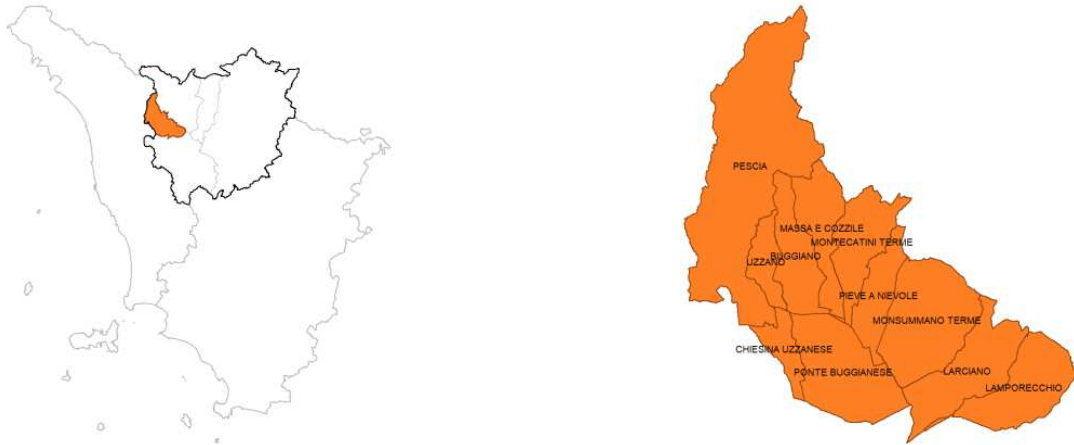 PESCIA
MASSA E COZZILE
MONTECATINI TERME
BUGGIANO
UZZANO
PIEVE A NIEVOLE
MONSUMMANO TERME
CHIESINA UZZANESE
PONTE BUGGIANESE
LARCIANO
LAMPORECCHIO